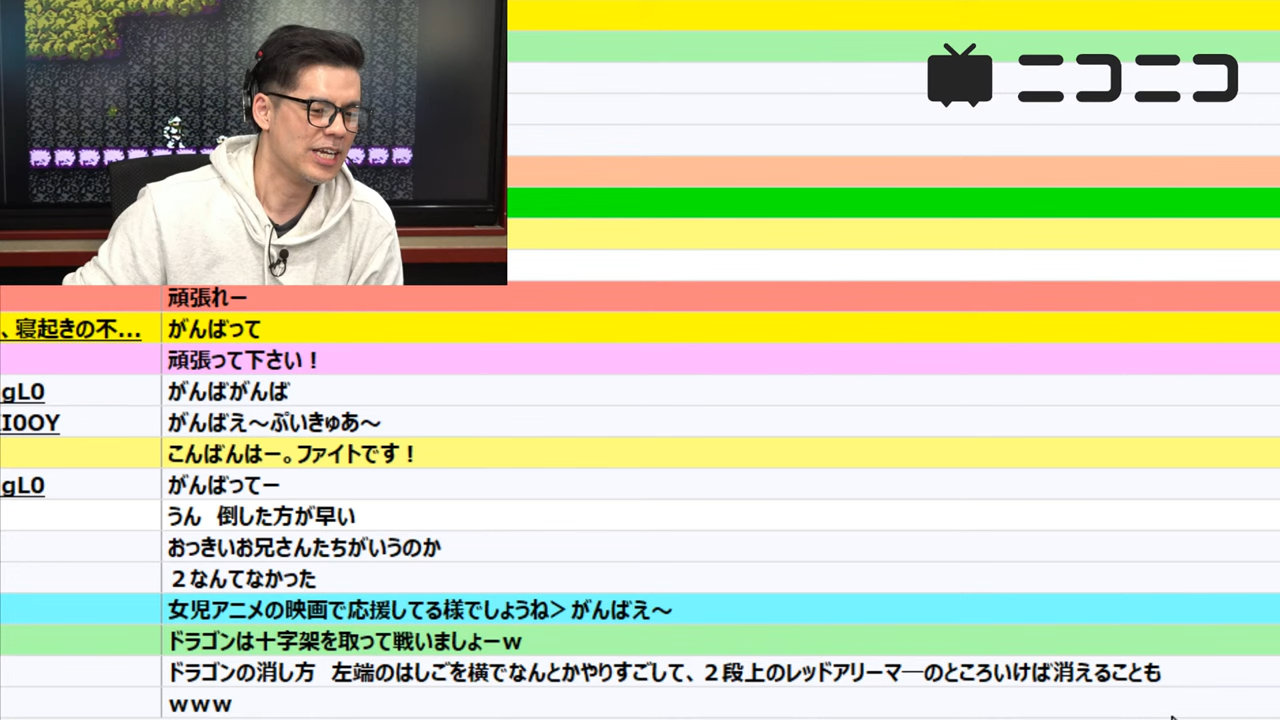 ニコニコ
頑張れー
、寝起きの不… がんばって
頑張って下さい！
gL0 がんばがんば
I0OY がんばえ～ぷいきゅあ～
こんばんはー。ファイトです！
gL0 がんばってー
うん　倒した方が早い
おっきいお兄さんたちがいうのか
２なんてなかった
女児アニメの映画で応援してる様でしょうね＞がんばえ～
ドラゴンは十字架を取って戦いましょーｗ
ドラゴンの消し方　左端のはしごを横でなんとかやりすごして、２段上のレッドアリーマ―のところいけば消えることも
ｗｗｗ